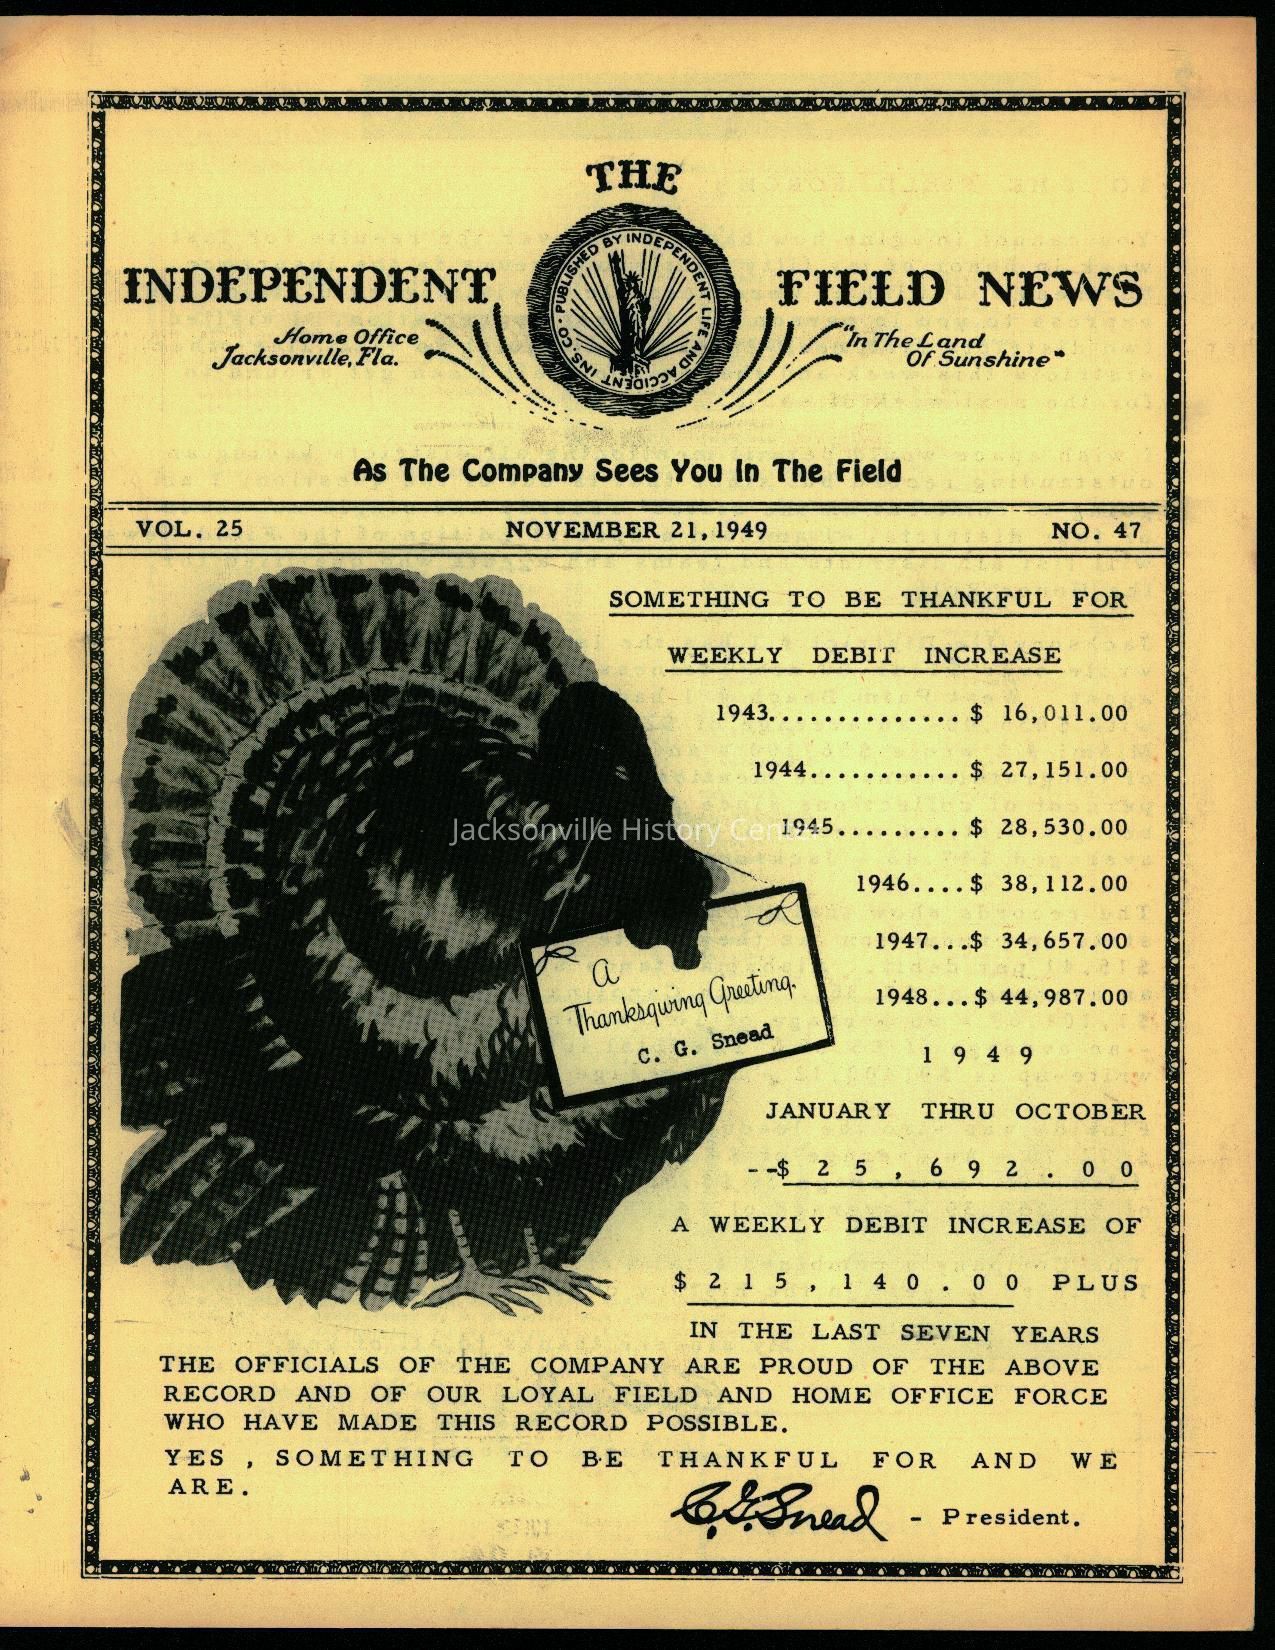 THE
INDEPENDENT FIELD NEWS
PUBLISHED BY INDEPENDENT LIFE AND ACCIDENT INS. CO.
Home Office
Jacksonville, Fla.
"In The Land
Of Sunshine"
As The Company Sees You In The Field
VOL. 25 NOVEMBER 21, 1949 NO. 47
SOMETHING TO BE THANKFUL FOR
WEEKLY DEBIT INCREASE
1943..............$ 16,011.00
1944...........$ 27,151.00
1945.........$ 28,530.00
Jacksonville History Center
1946....$ 38,112.00
1947...$ 34,657.00
1948...$ 44,987.00
A
Thanksgiving Greeting.
C. G. Snead
1949
JANUARY THRU OCTOBER
--$ 25,692.00
A WEEKLY DEBIT INCREASE OF
$215,140.00 PLUS
IN THE LAST SEVEN YEARS
THE OFFICIALS OF THE COMPANY ARE PROUD OF THE ABOVE
RECORD AND OF OUR LOYAL FIELD AND HOME OFFICE FORCE
WHO HAVE MADE THIS RECORD POSSIBLE.
YES , SOMETHING TO BE THANKFUL FOR AND WE
ARE.
C. G. Snead - President.